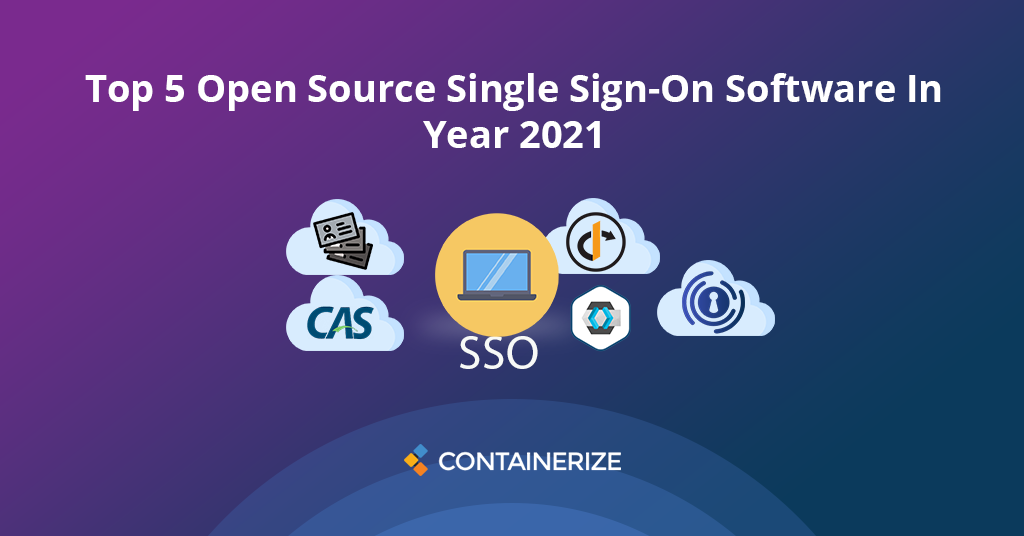 Top 5 Open Source Single Sign-On Software In
Year 2021
CAS
SSO
CONTAINERIZE